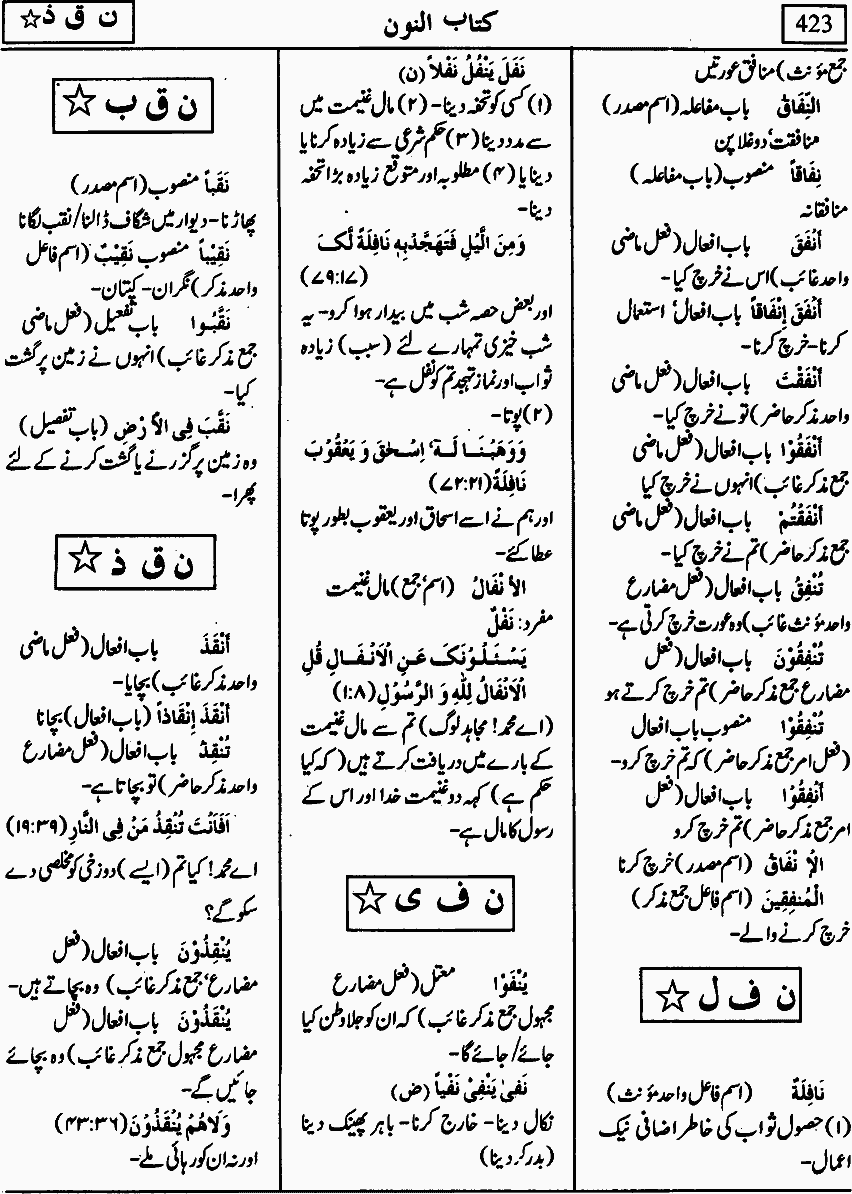 423
کتاب النون
ن ق ذ ☆
جمع مؤنث) منافق عورتیں
النِّفَاقُ باب مفاعلہ (اسم مصدر)
منافقت، دوغلا پن
نِفَاقًا منصوب (باب مفاعلہ)
منافقانہ
أَنْفَقَ باب افعال (فعل ماضی
واحد غائب) اس نے خرچ کیا-
أَنْفَقَ إِنْفَاقًا باب افعال، استعمال
کرنا- خرچ کرنا-
أَنْفَقْتَ باب افعال (فعل ماضی
واحد مذکر حاضر) تو نے خرچ کیا-
أَنْفَقُوْا باب افعال (فعل ماضی
جمع مذکر غائب) انہوں نے خرچ کیا
أَنْفَقْتُمْ باب افعال (فعل ماضی
جمع مذکر حاضر) تم نے خرچ کیا-
تُنْفِقُ باب افعال (فعل مضارع
واحد مؤنث غائب) وہ عورت خرچ کرتی ہے-
تُنْفِقُوْنَ باب افعال (فعل
مضارع جمع مذکر حاضر) تم خرچ کرتے ہو
تُنْفِقُوْا منصوب باب افعال
(فعل امر جمع مذکر حاضر) کہ تم خرچ کرو-
أَنْفِقُوْا باب افعال (فعل
امر جمع مذکر حاضر) تم خرچ کرو
الإنْفَاقُ (اسم مصدر) خرچ کرنا
الْمُنفِقِينَ (اسم فاعل جمع مذکر)
خرچ کرنے والے-
ن ف ل ☆
نَافِلَةً (اسم فاعل واحد مؤنث)
(۱) حصول ثواب کی خاطر اضافی نیک
اعمال-
نَفَلَ يَنْفُلُ نَفْلًا (ن)
(۱) کسی کو تحفہ دینا- (۲) مال غنیمت میں
سے مدد دینا (۳) حکم شرعی سے زیادہ کرنا یا
دینا یا (۴) مطلوبہ اور متوقع زیادہ بڑا تحفہ
دینا-
وَمِنَ الَّيْلِ فَتَهَجَّدْبِهٖ نَافِلَةً لَّکَ
(۷۹:۱۷)
اور بعض حصہ شب میں بیدار ہوا کرو- یہ
شب خیزی تمہارے لئے (سبب) زیادہ
ثواب اور نماز تہجد تم کو نفل ہے-
(۲) پوتا-
وَوَهَبْنَا لَهٗ اِسْحٰقَ وَ يَعْقُوْبَ
نَافِلَةً (۷۲:۲۱)
اور ہم نے اسے اسحاق اور یعقوب بطور پوتا
عطا کئے-
الأَنْفَالُ (اسم، جمع) مال غنیمت
مفرد: نَفْلٌ
يَسْئَلُوْنَکَ عَنِ الْاَنْفَالِ قُلِ
الْاَنْفَالُ لِلّٰهِ وَ الرَّسُوْلِ (۱:۸)
(اے محمد! مجاہد لوگ) تم سے مال غنیمت
کے بارے میں دریافت کرتے ہیں (کہ کیا
حکم ہے) کہہ دو غنیمت خدا اور اس کے
رسول کا مال ہے-
ن ف ی ☆
يُنْفَوْا معتل (فعل مضارع
مجہول جمع مذکر غائب) کہ ان کو جلا وطن کیا
جائے/ جائے گا-
نَفیٰ يَنْفِیْ نَفْيًا (ض)
نکال دینا- خارج کرنا- باہر پھینک دینا
(بدر کر دینا)
ن ق ب ☆
نَقْبًا منصوب (اسم مصدر)
پھاڑنا- دیوار میں شگاف ڈالنا/ نقب لگانا
نَقِيْبًا منصوب نَقِيْبٌ (اسم فاعل
واحد مذکر) نگران- کپتان-
نَقَّبُوا باب تفعیل (فعل ماضی
جمع مذکر غائب) انہوں نے زمین پر گشت
کیا-
نَقَّبَ فِی الْأَرْضِ (باب تفصیل)
وہ زمین پر گزرنے یا گشت کرنے کے لئے
پھرا-
ن ق ذ ☆
أَنْقَذَ باب افعال (فعل ماضی
واحد مذکر غائب) بچایا-
أَنْقَذَ إِنْقَاذًا (باب افعال) بچانا
تُنْقِذُ باب افعال (فعل مضارع
واحد مذکر حاضر) تو بچاتا ہے-
اَفَاَنْتَ تُنْقِذُ مَنْ فِی النَّارِ (۱۹:۳۹)
اے محمد! کیا تم (ایسے) دوزخی کو مخلصی دے
سکو گے؟
يُنْقِذُوْنَ باب افعال (فعل
مضارع، جمع مذکر غائب) وہ بچاتے ہیں-
يُنْقَذُوْنَ باب افعال (فعل
مضارع مجہول جمع مذکر غائب) وہ بچائے
جائیں گے-
وَلَاهُمْ يُنْقَذُوْنَ (۴۳:۳۶)
اور نہ ان کو رہائی ملے-